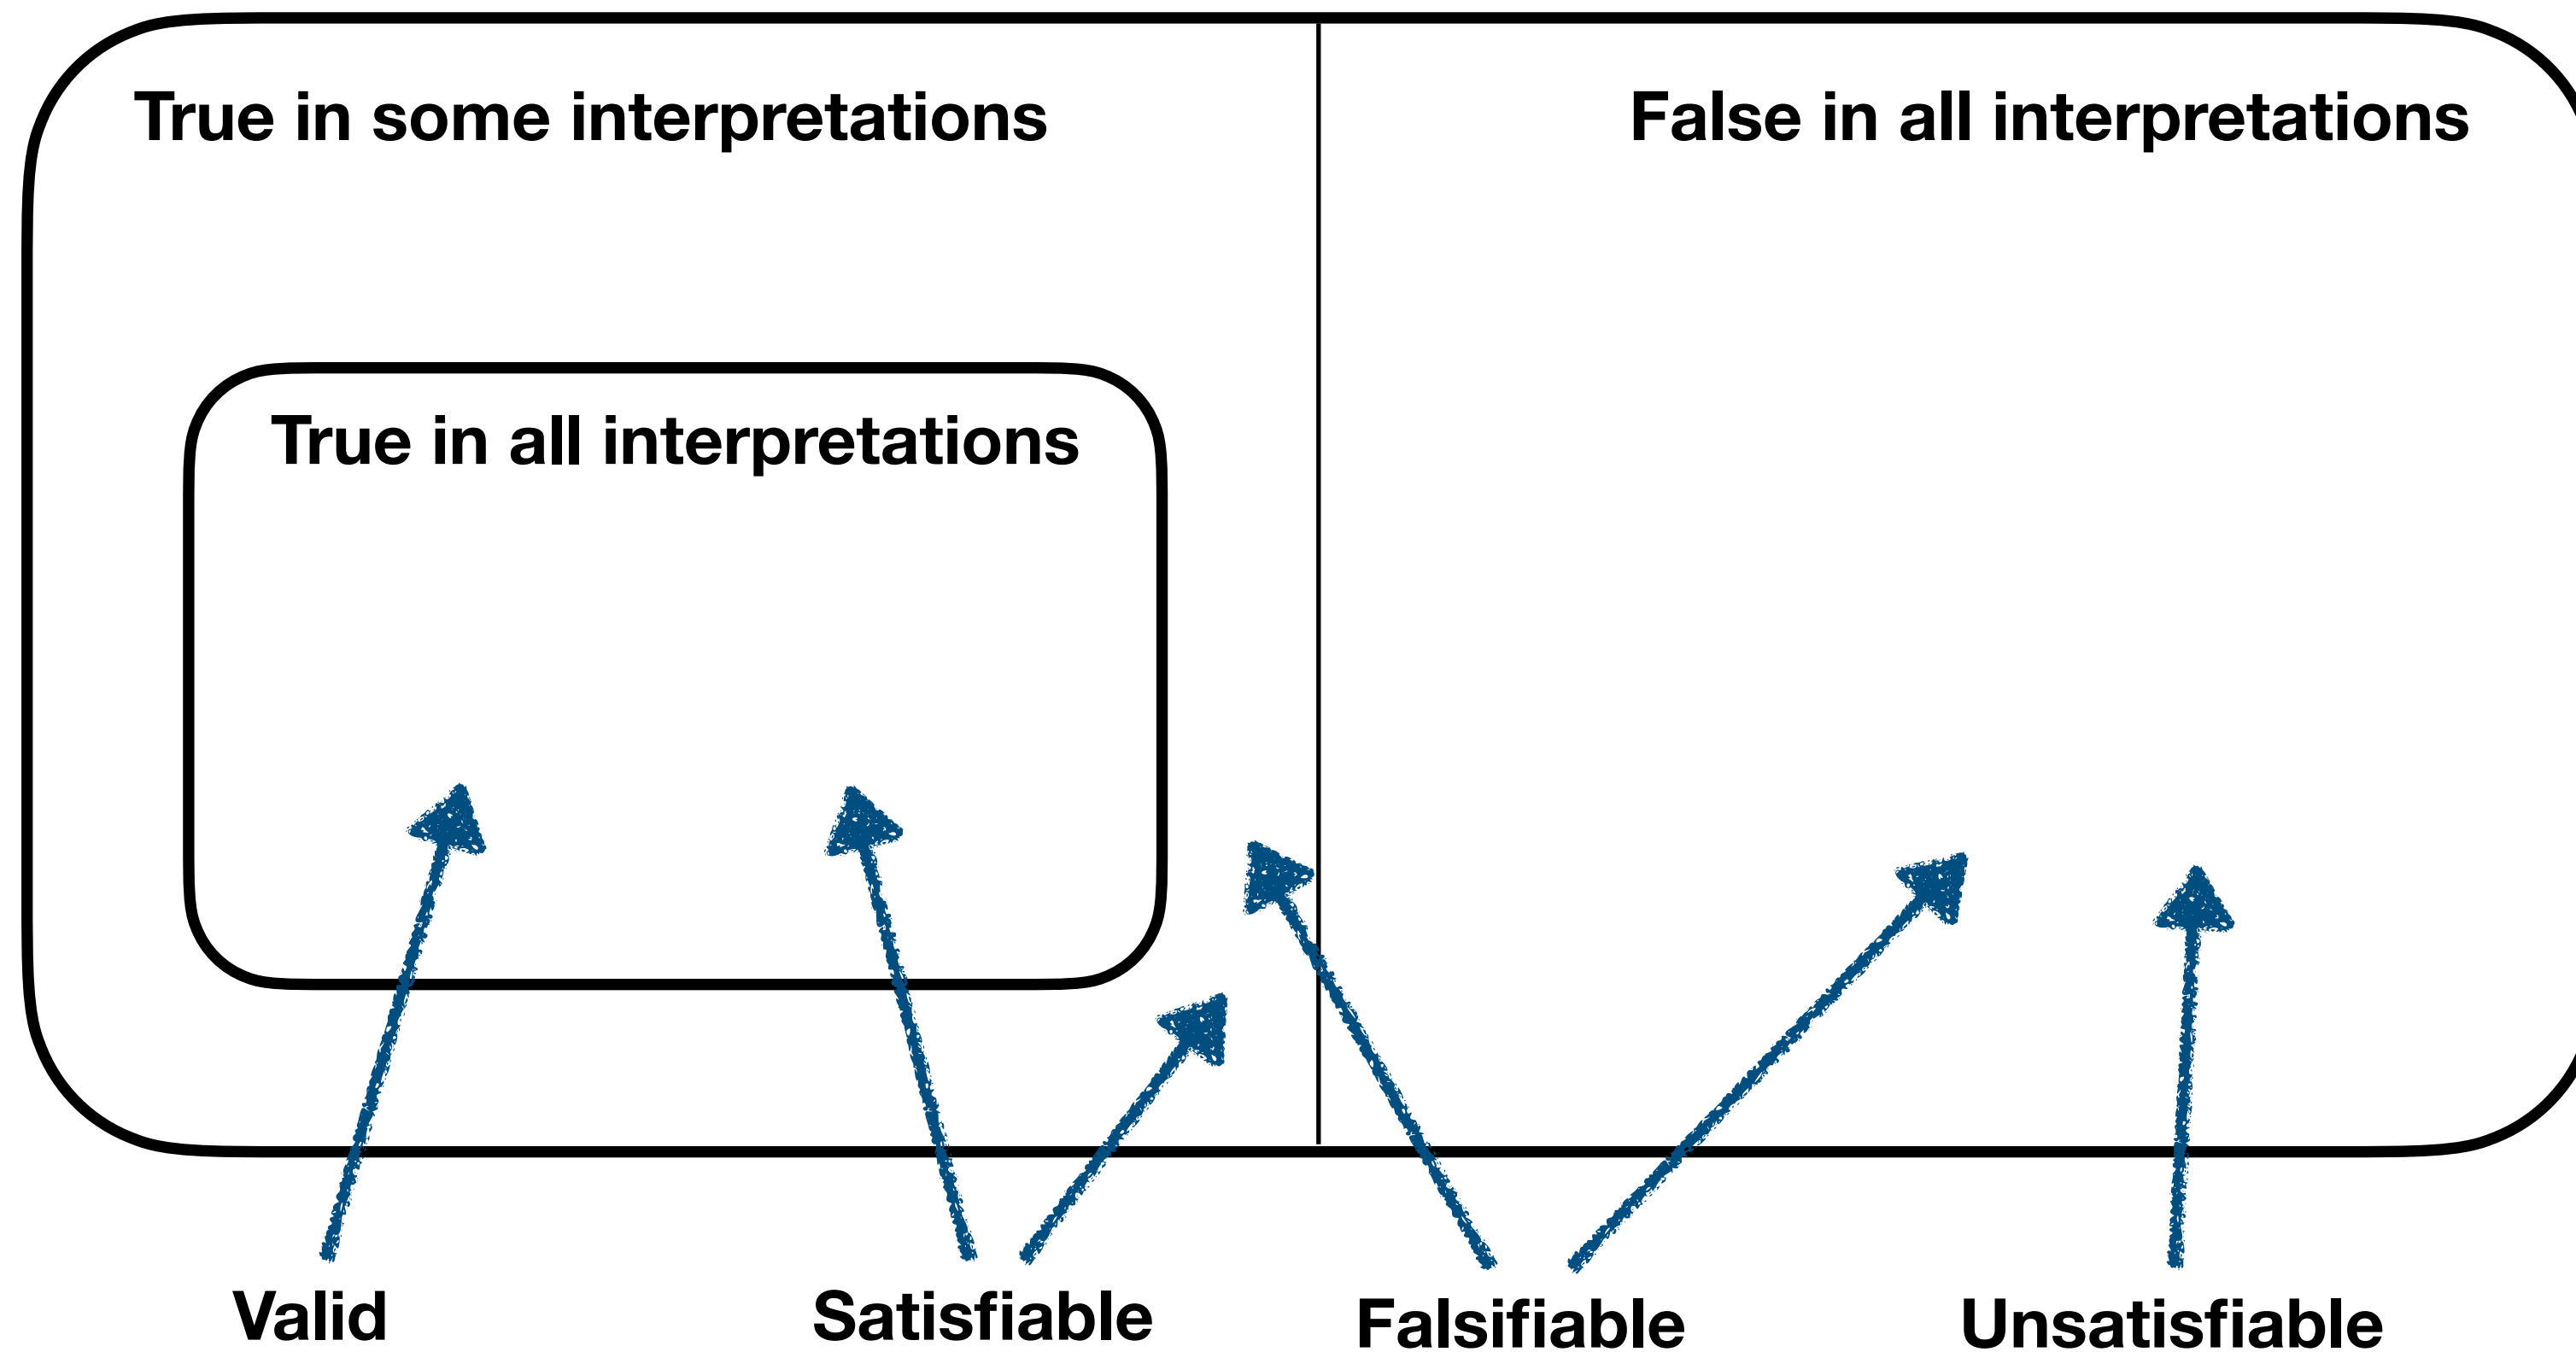 True in some interpretations
False in all interpretations
True in all interpretations
Valid
Satisfiable
Falsifiable
Unsatisfiable